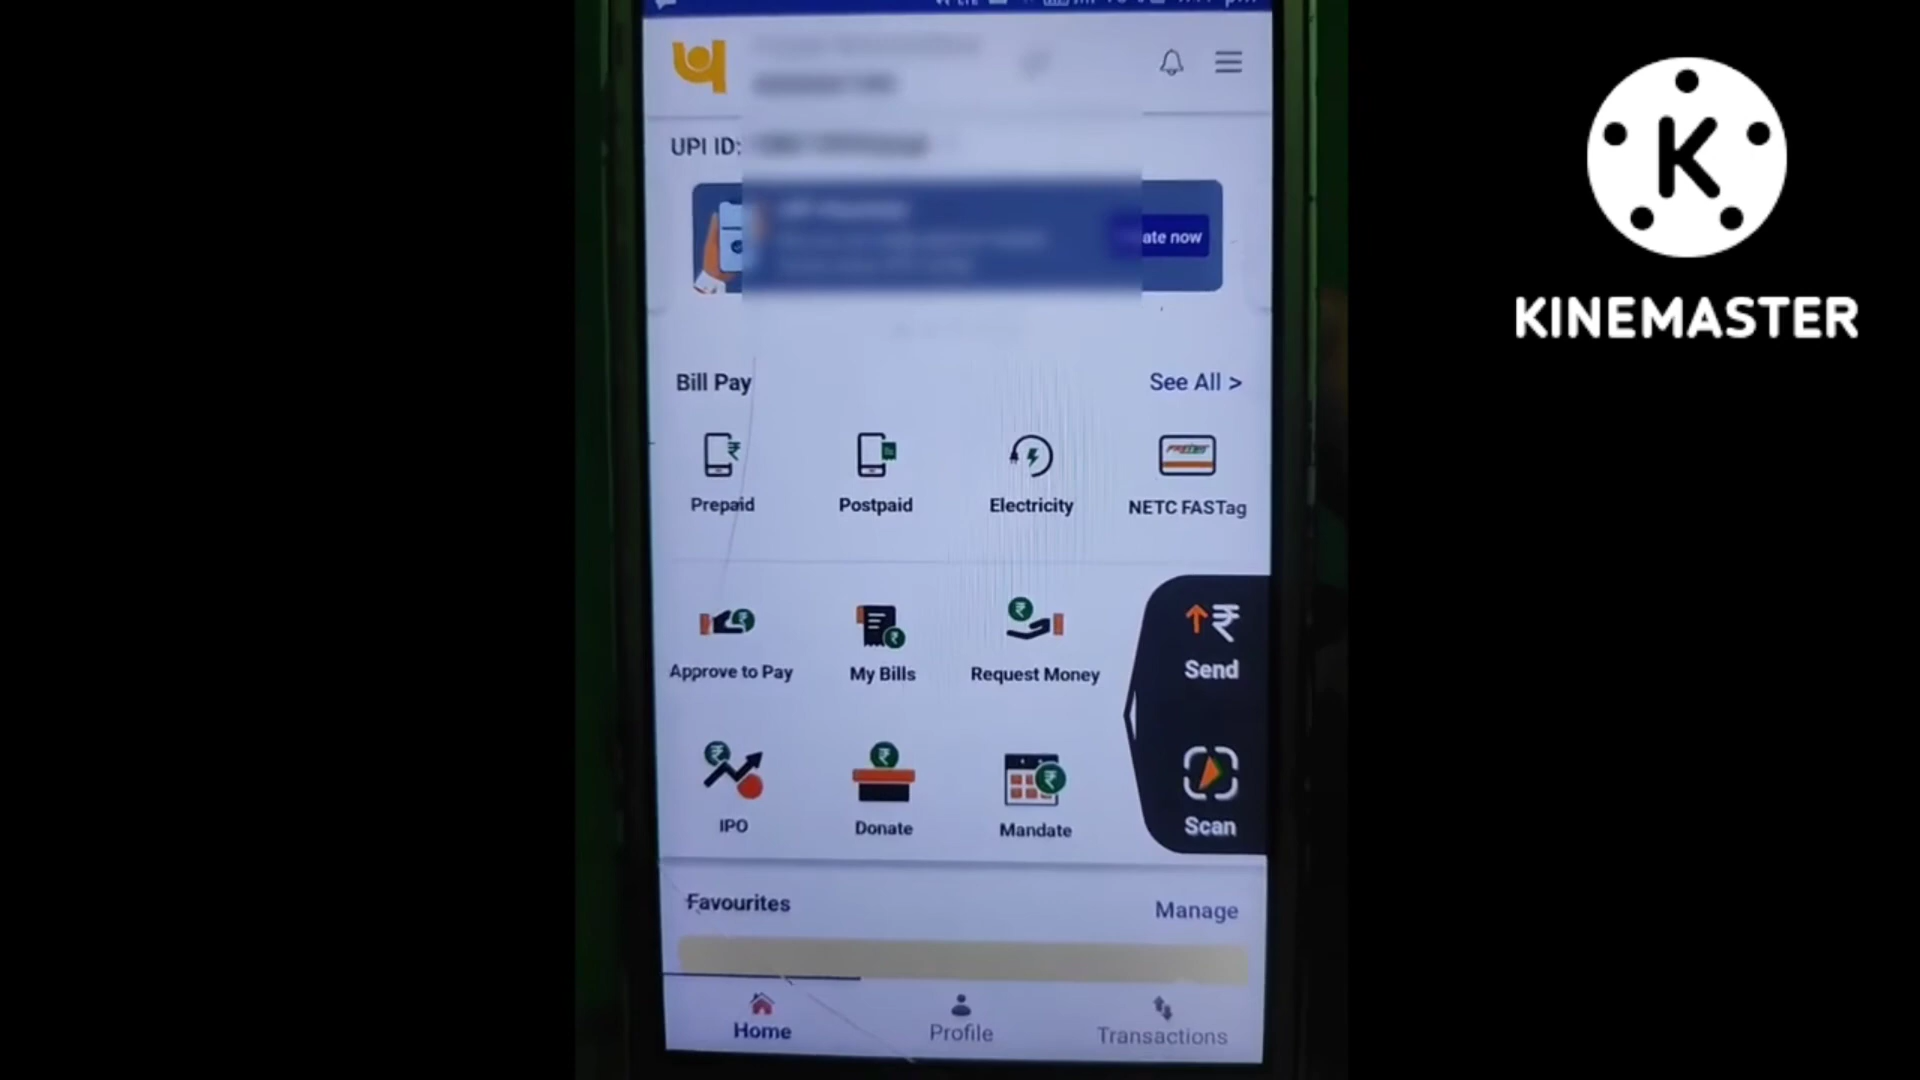 UPI ID:
ate now
Bill Pay
See All >
Prepaid
Postpaid
Electricity
NETC FASTag
Approve to Pay
My Bills
Request Money
Send
IPO
Donate
Mandate
Scan
Favourites
Manage
Home
Profile
Transactions
K
KINEMASTER